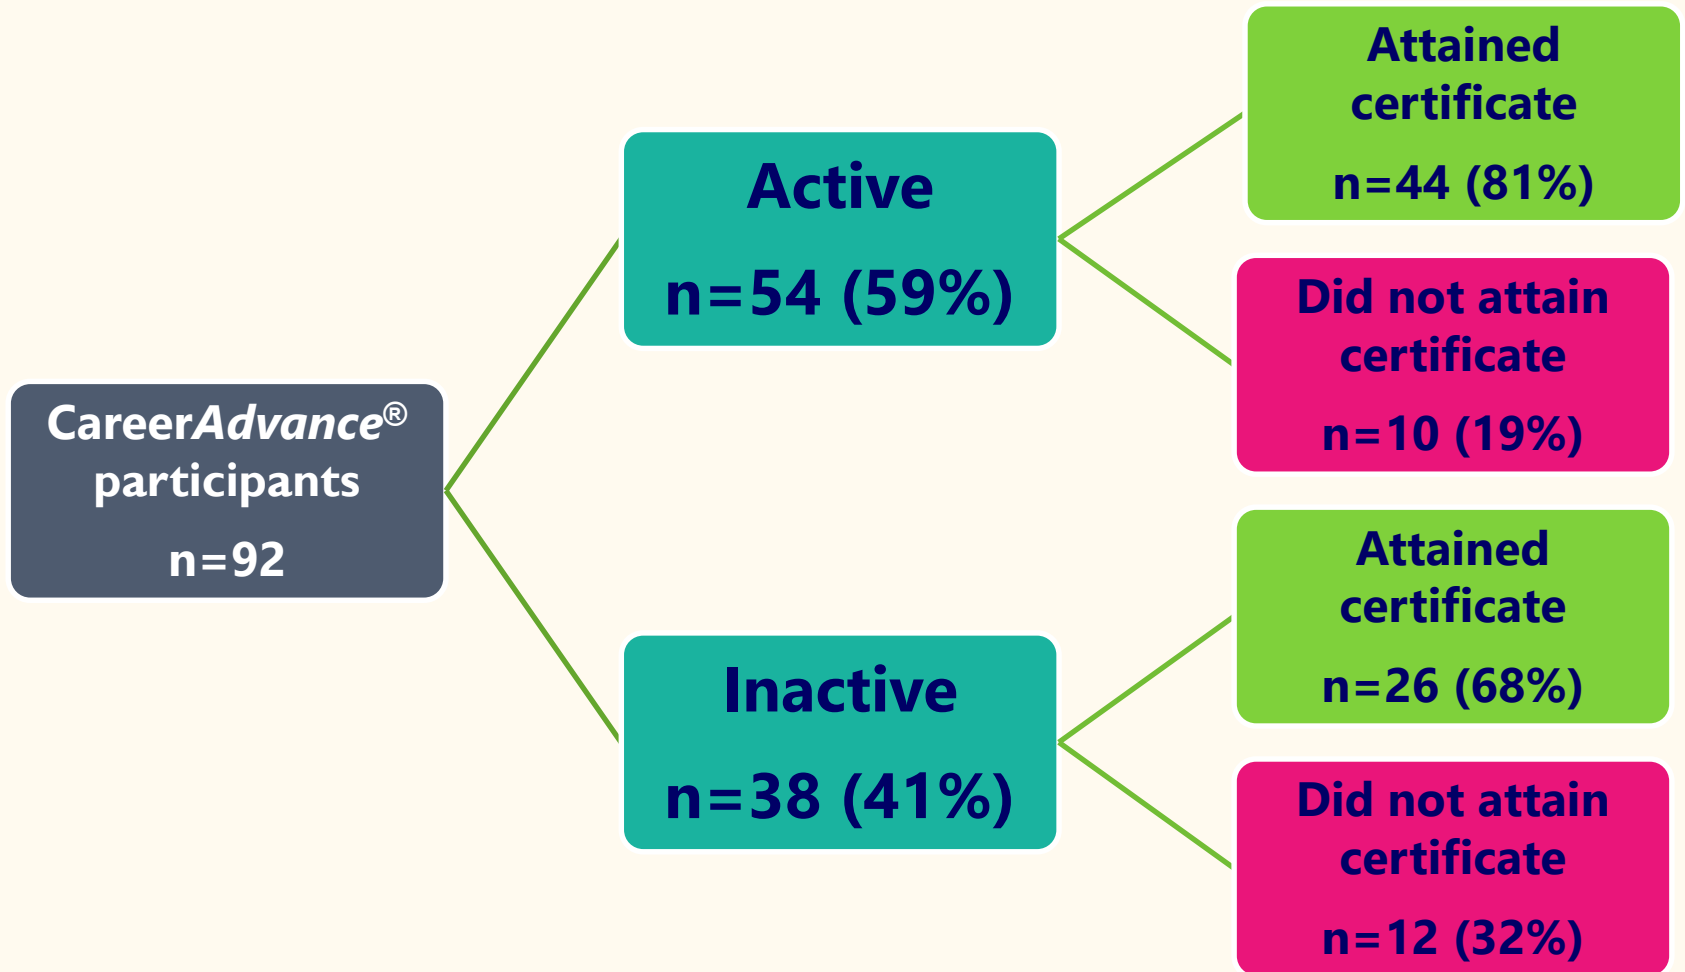 CareerAdvance®
participants
n=92
Active
n=54 (59%)
Inactive
n=38 (41%)
Attained
certificate
n=44 (81%)
Did not attain
certificate
n=10 (19%)
Attained
certificate
n=26 (68%)
Did not attain
certificate
n=12 (32%)